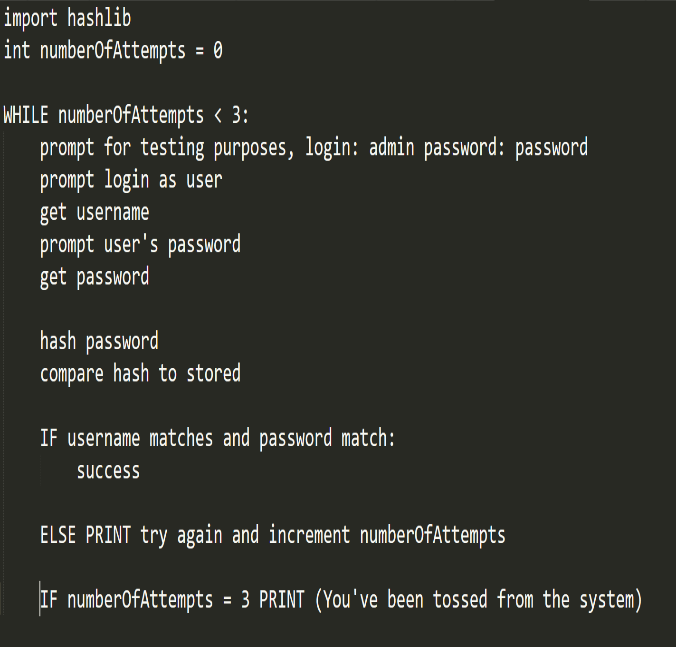 import hashlib
int numberOfAttempts = 0
WHILE numberOfAttempts < 3:
prompt for testing purposes, login: admin password: password
prompt login as user
get username
prompt user's password
get password
hash password
compare hash to stored
IF username matches and password match:
success
ELSE PRINT try again and increment numberOfAttempts
IF numberOfAttempts = 3 PRINT (You've been tossed from the system)